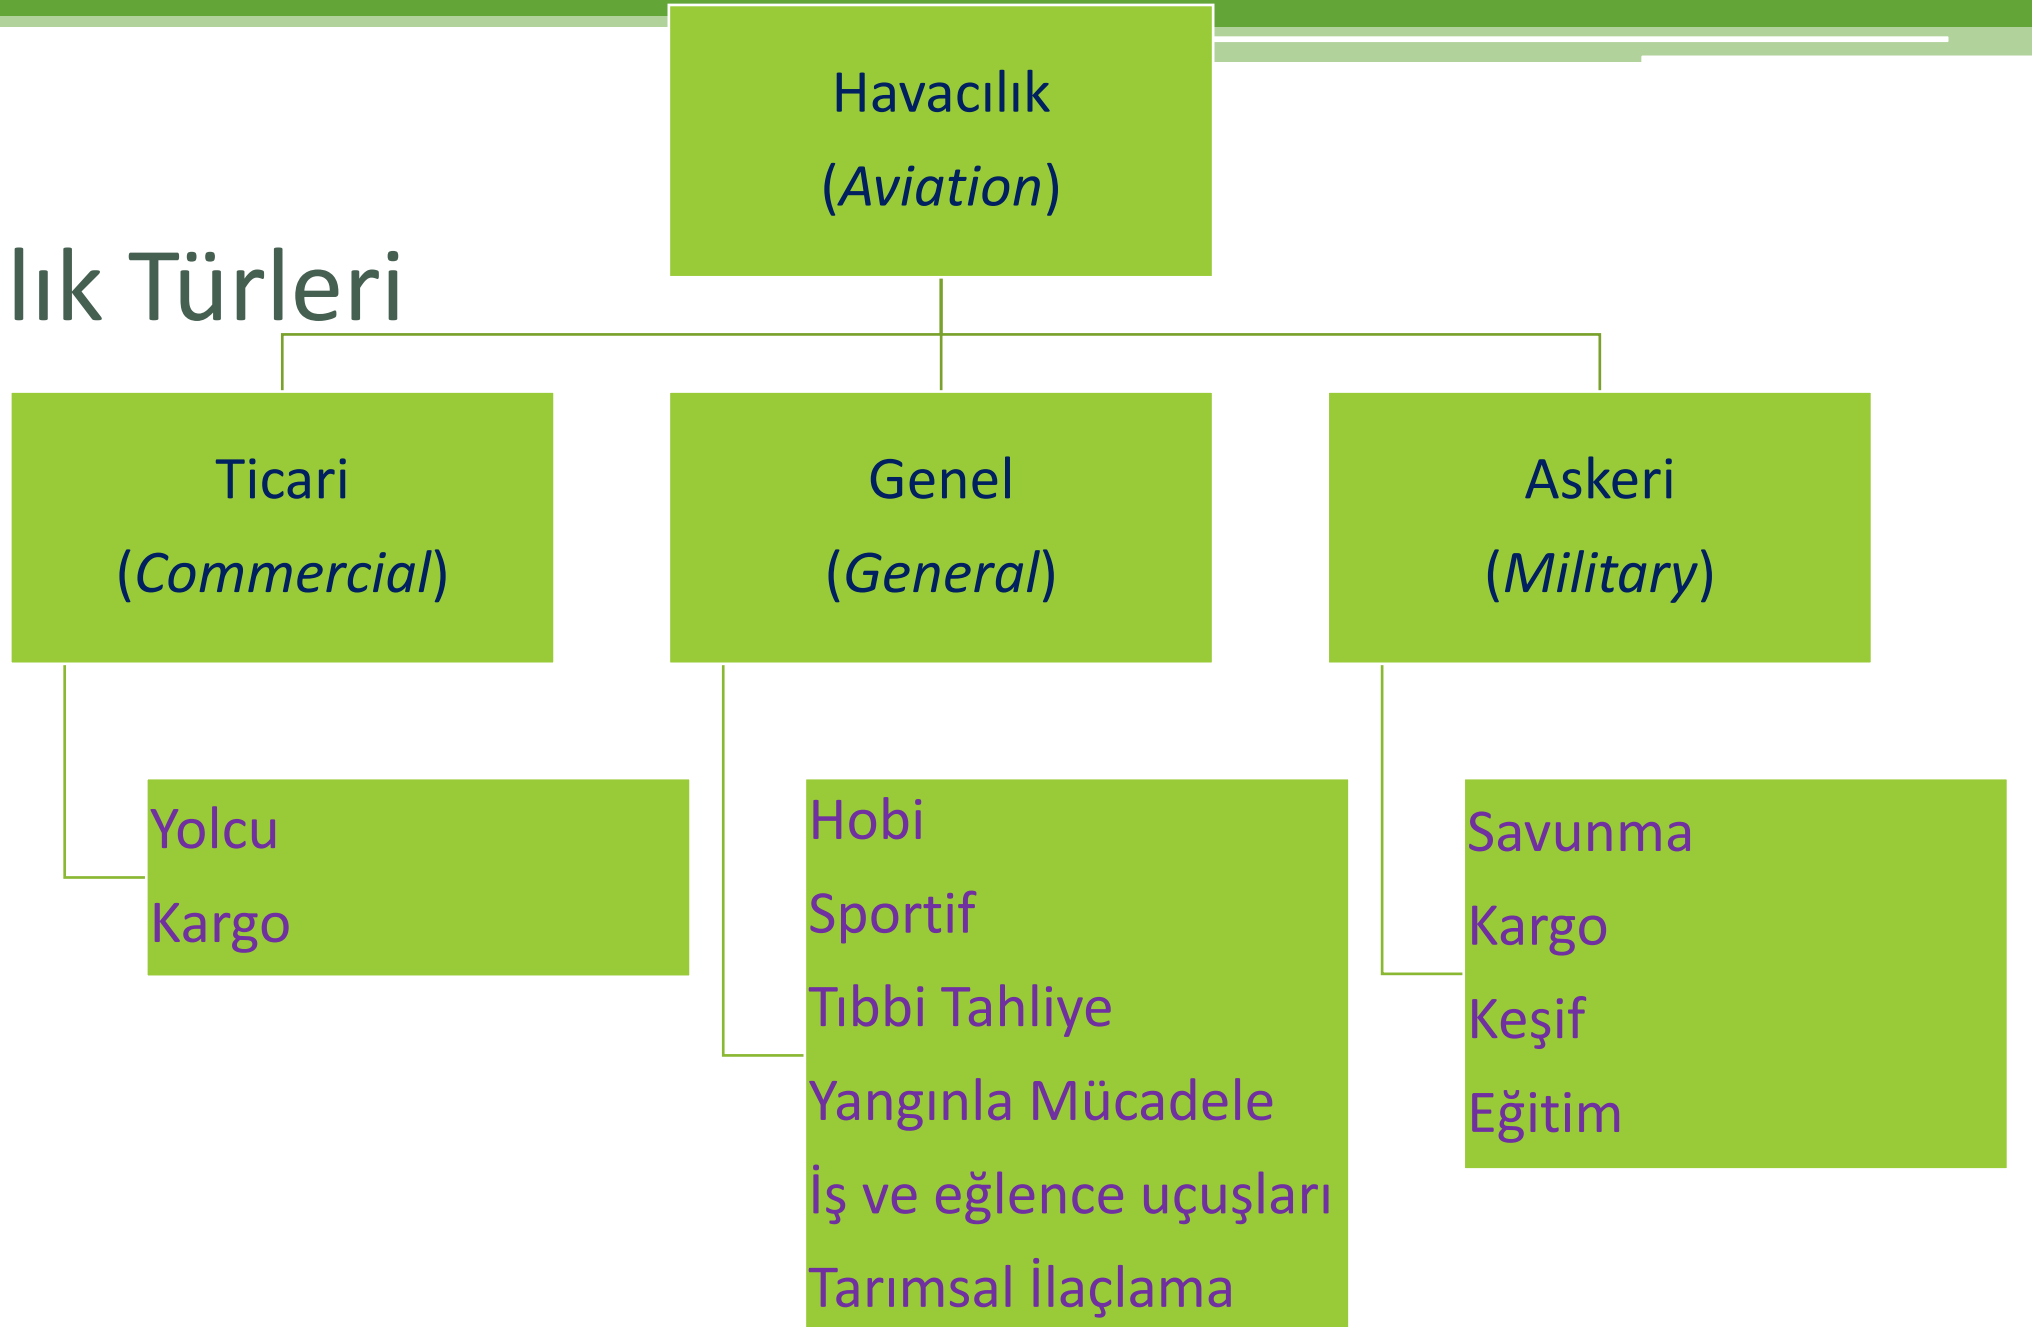 Havacılık
(Aviation)
lık Türleri
Ticari
(Commercial)
Genel
(General)
Askeri
(Military)
Yolcu
Kargo
Hobi
Sportif
Tıbbi Tahliye
Yangınla Mücadele
İş ve eğlence uçuşları
Tarımsal İlaçlama
Savunma
Kargo
Keşif
Eğitim